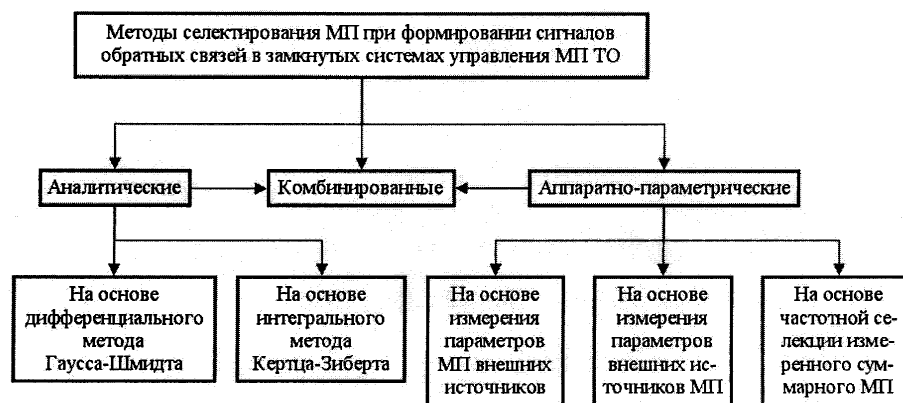 Методы селектирования МП при формировании сигналов
обратных связей в замкнутых системах управления МП ТО
Аналитические
Комбинированные
Аппаратно-параметрические
На основе
дифференциального
метода
Гаусса-Шмидта
На основе
интегрального
метода
Кертца-Зиберта
На основе
измерения
параметров
МП внешних
источников
На основе
измерения
параметров
внешних ис-
точников МП
На основе
частотной се-
лекции изме-
ренного сум-
марного МП